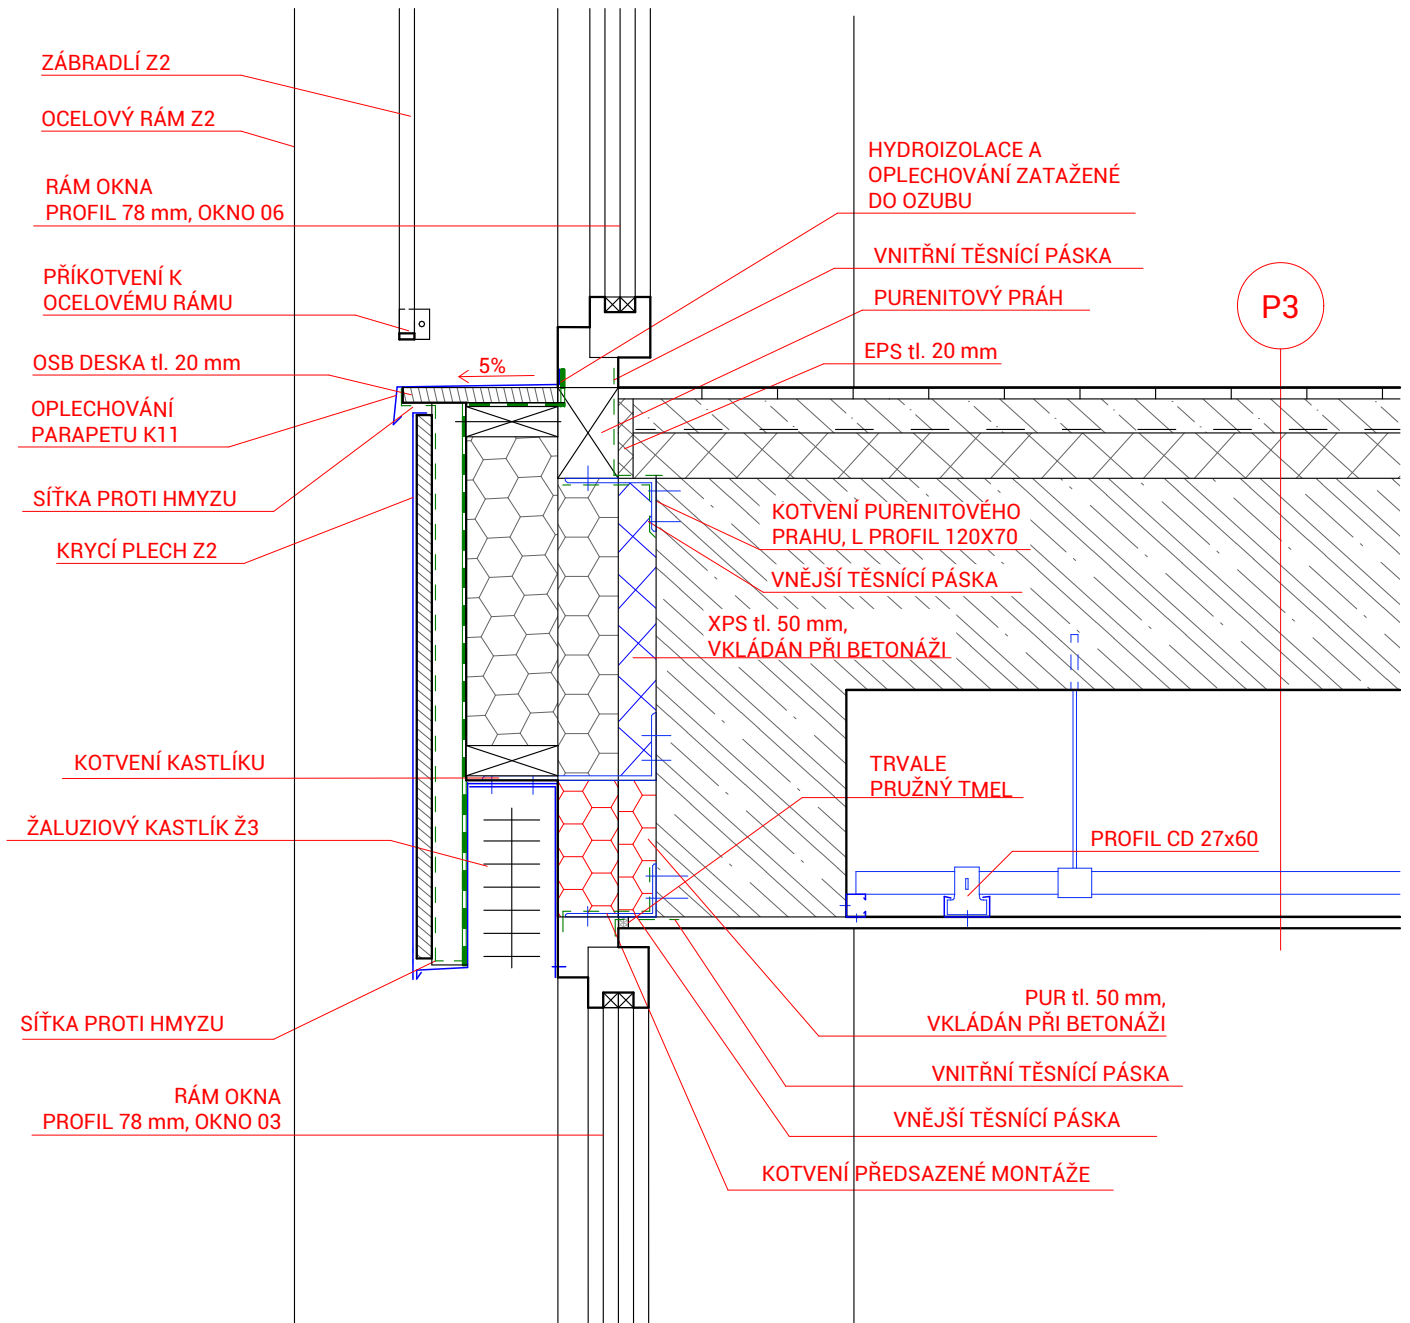 ZÁBRADLÍ Z2
OCELOVÝ RÁM Z2
RÁM OKNA
PROFIL 78 mm, OKNO 06
PŘÍKOTVENÍ K
OCELOVÉMU RÁMU
OSB DESKA tl. 20 mm
OPLECHOVÁNÍ
PARAPETU K11
SÍŤKA PROTI HMYZU
KRYCÍ PLECH Z2
KOTVENÍ KASTLÍKU
ŽALUZIOVÝ KASTLÍK Ž3
SÍŤKA PROTI HMYZU
RÁM OKNA
PROFIL 78 mm, OKNO 03
5%
HYDROIZOLACE A
OPLECHOVÁNÍ ZATAŽENÉ
DO OZUBU
VNITŘNÍ TĚSNÍCÍ PÁSKA
PURENITOVÝ PRÁH
EPS tl. 20 mm
P3
KOTVENÍ PURENITOVÉHO
PRAHU, L PROFIL 120X70
VNĚJŠÍ TĚSNÍCÍ PÁSKA
XPS tl. 50 mm,
VKLÁDÁN PŘI BETONÁŽI
TRVALE
PRUŽNÝ TMEL
PROFIL CD 27x60
PUR tl. 50 mm,
VKLÁDÁN PŘI BETONÁŽI
VNITŘNÍ TĚSNÍCÍ PÁSKA
VNĚJŠÍ TĚSNÍCÍ PÁSKA
KOTVENÍ PŘEDSAZENÉ MONTÁŽE